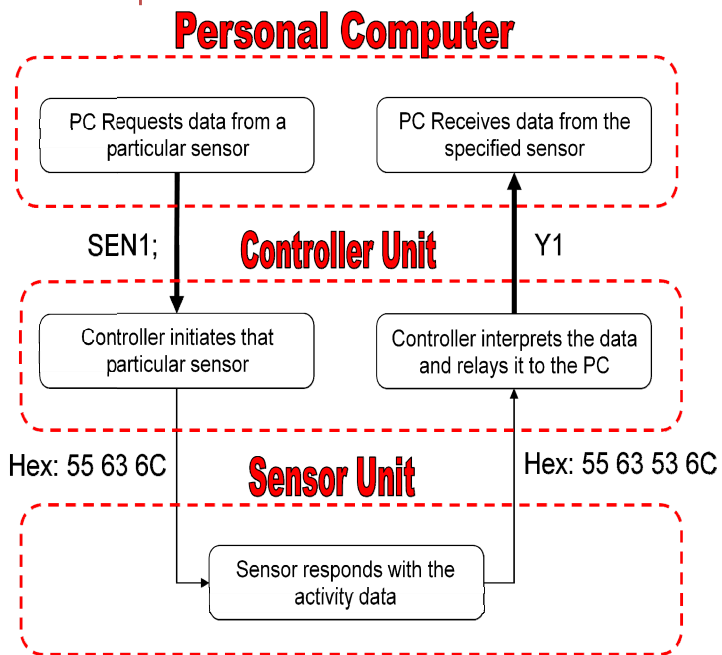 Personal Computer
PC Requests data from a
particular sensor
PC Receives data from the
specified sensor
SEN1;
Controller Unit
Y1
Controller initiates that
particular sensor
Controller interprets the data
and relays it to the PC
Hex: 55 63 6C
Sensor Unit
Hex: 55 63 53 6C
Sensor responds with the
activity data